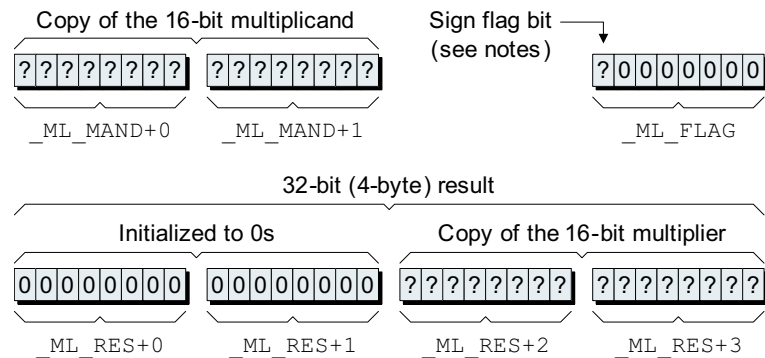 Copy of the 16-bit multiplicand
Sign flag bit
(see notes)
? ? ? ? ? ? ? ? ? ? ? ? ? ? ? ? ? 0 0 0 0 0 0 0
_ML_MAND+0 _ML_MAND+1 _ML_FLAG
32-bit (4-byte) result
Initialized to 0s Copy of the 16-bit multiplier
0 0 0 0 0 0 0 0 0 0 0 0 0 0 0 0 ? ? ? ? ? ? ? ? ? ? ? ? ? ? ? ?
_ML_RES+0 _ML_RES+1 _ML_RES+2 _ML_RES+3